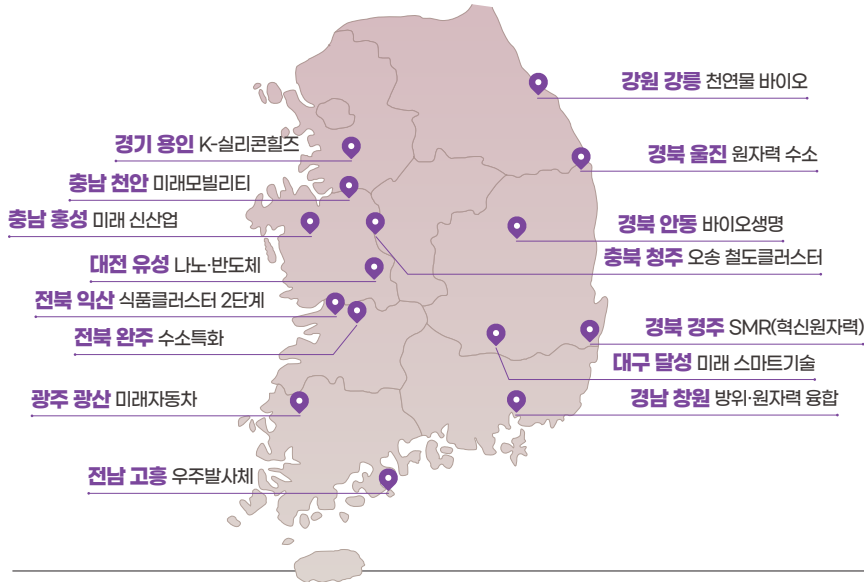 강원 강릉 천연물 바이오
경기 용인 K-실리콘힐즈
경북 울진 원자력 수소
충남 천안 미래모빌리티
충남 홍성 미래 신산업
경북 안동 바이오생명
충북 청주 오송 철도클러스터
대전 유성 나노·반도체
전북 익산 식품클러스터 2단계
경북 경주 SMR(혁신원자력)
전북 완주 수소특화
대구 달성 미래 스마트기술
광주 광산 미래자동차
경남 창원 방위·원자력 융합
전남 고흥 우주발사체